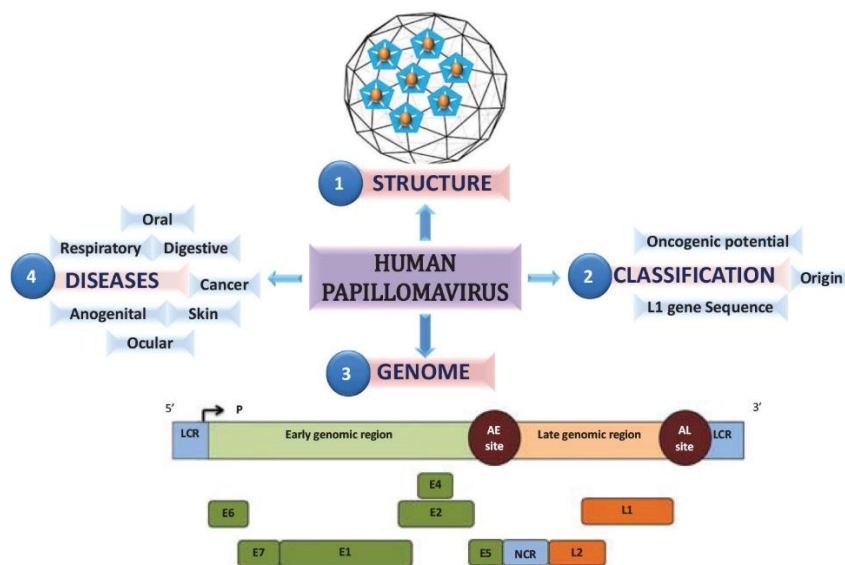 1
STRUCTURE
HUMAN
PAPILLOMAVIRUS
Oral
Respiratory
Digestive
4
DISEASES
Cancer
Anogenital
Skin
Ocular
Oncogenic potential
2
CLASSIFICATION
Origin
L1 gene Sequence
3
GENOME
5’
P
3’
LCR
Early genomic region
AE
site
Late genomic region
AL
site
LCR
E4
E6
E2
L1
E7
E1
E5
NCR
L2